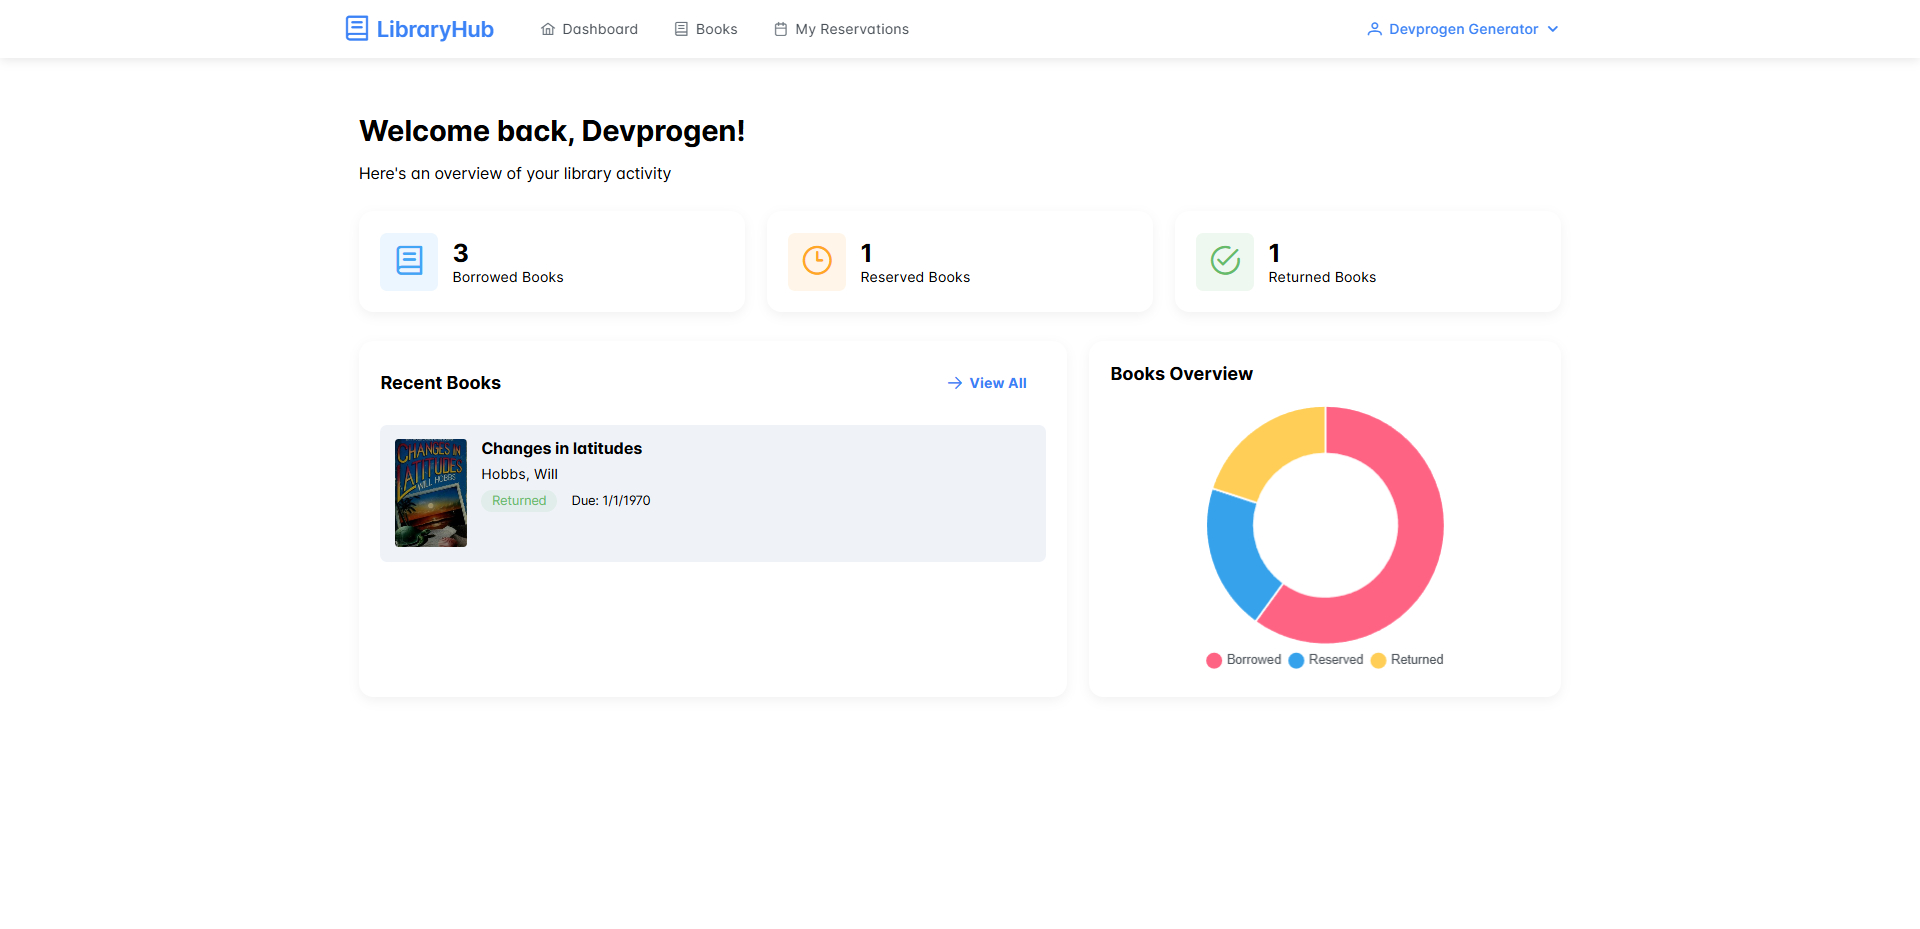 LibraryHub
Dashboard
Books
My Reservations
Devprogen Generator
Welcome back, Devprogen!
Here's an overview of your library activity
3
Borrowed Books
1
Reserved Books
1
Returned Books
Recent Books
View All
CHANGES IN
LATITUDES
WILL HOBBS
Changes in latitudes
Hobbs, Will
Returned
Due: 1/1/1970
Books Overview
Borrowed
Reserved
Returned